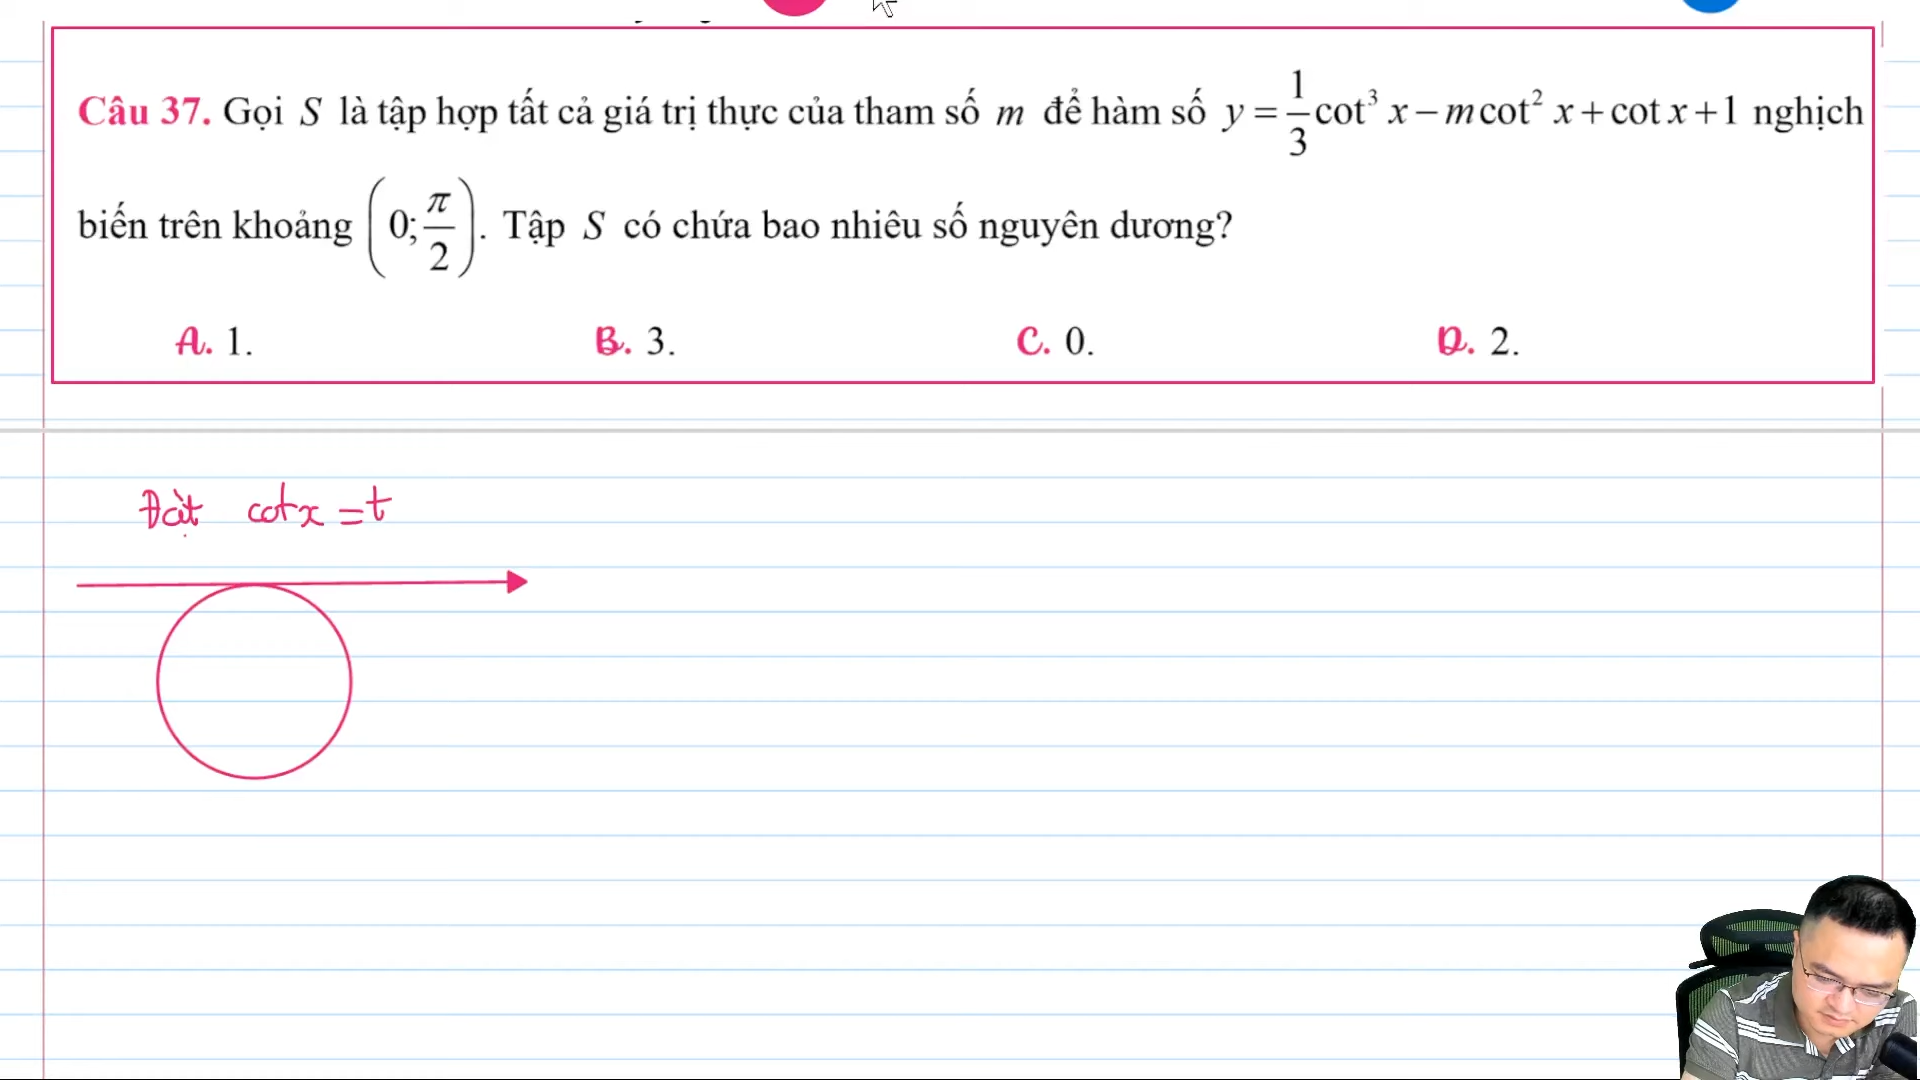 Câu 37. Gọi S là tập hợp tất cả giá trị thực của tham số m để hàm số y = 1/3 cot³ x − m cot² x + cot x + 1 nghịch
biến trên khoảng (0; π/2). Tập S có chứa bao nhiêu số nguyên dương?
A. 1. B. 3. C. 0. D. 2.
Đặt cotx = t